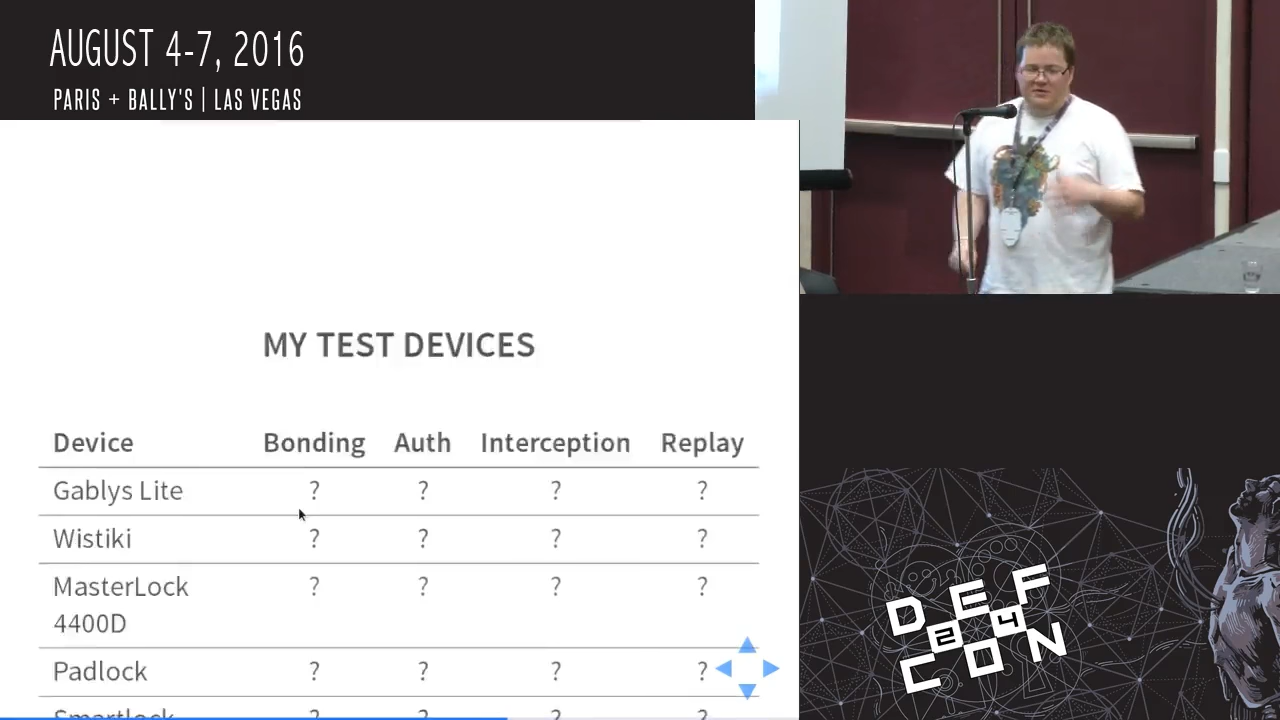 AUGUST 4-7, 2016
PARIS + BALLY'S | LAS VEGAS
MY TEST DEVICES
Device Bonding Auth Interception Replay
Gablys Lite ? ? ? ?
Wistiki ? ? ? ?
MasterLock ? ? ? ?
4400D
Padlock ? ? ? ?
Smartlock ? ? ? ?
DEF
24
CON